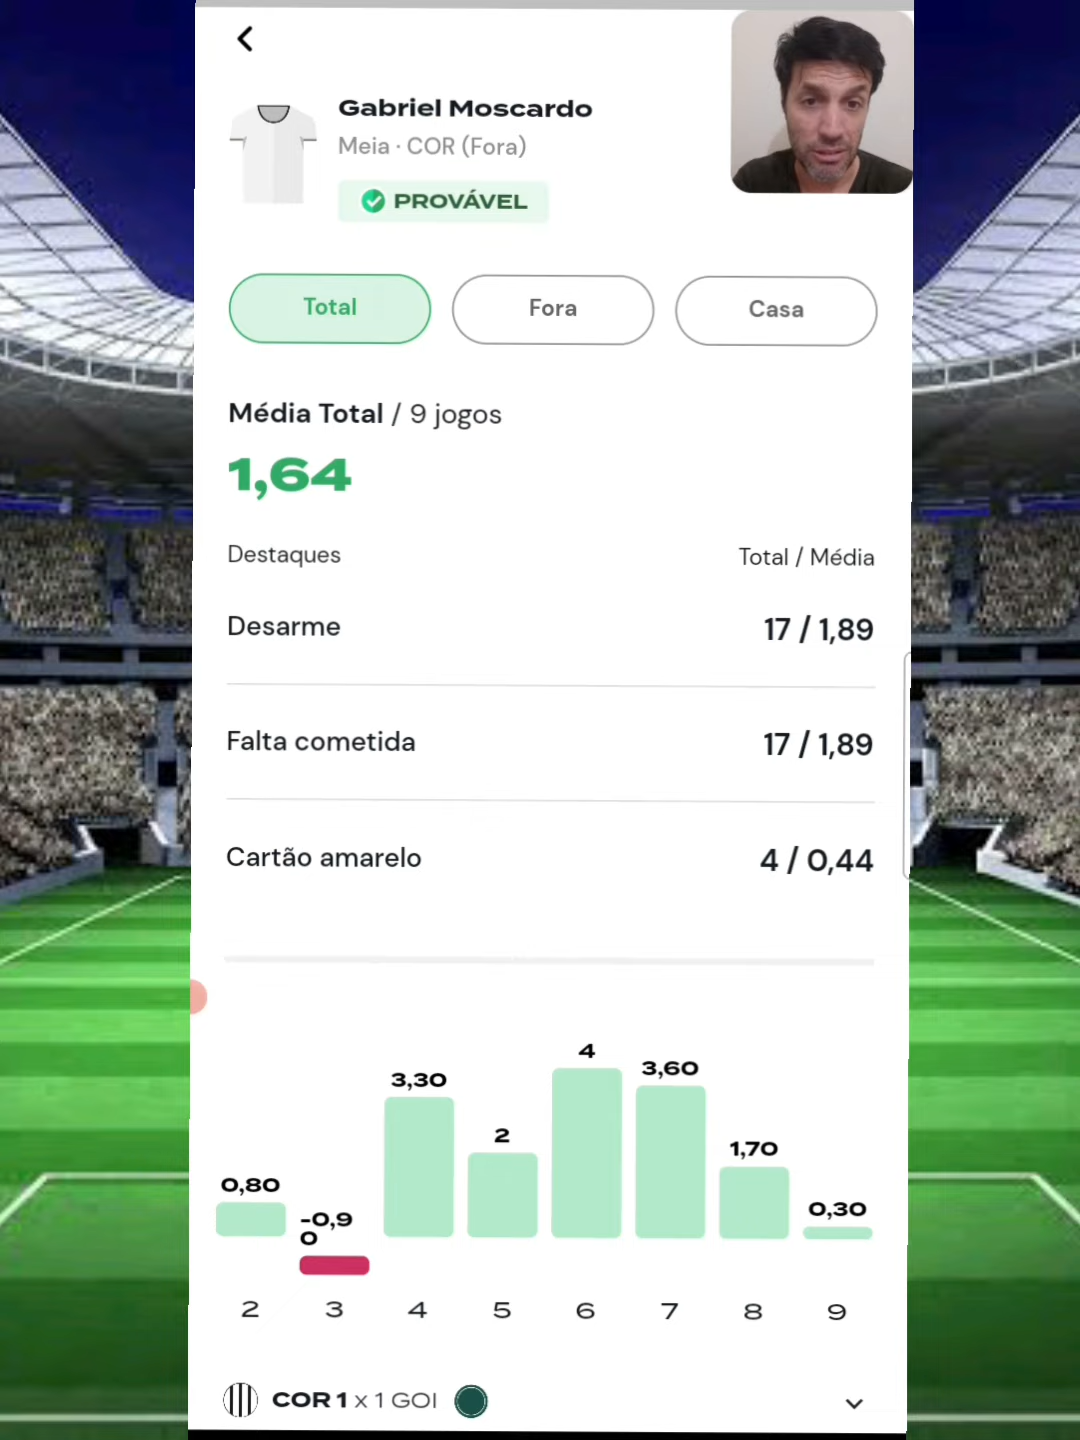 Gabriel Moscardo
Meia · COR (Fora)
PROVÁVEL
Total
Fora
Casa
Média Total / 9 jogos
1,64
Destaques
Total / Média
Desarme
17 / 1,89
Falta cometida
17 / 1,89
Cartão amarelo
4 / 0,44
0,80
-0,9
0
3,30
2
4
3,60
1,70
0,30
2
3
4
5
6
7
8
9
COR 1 x 1 GOI